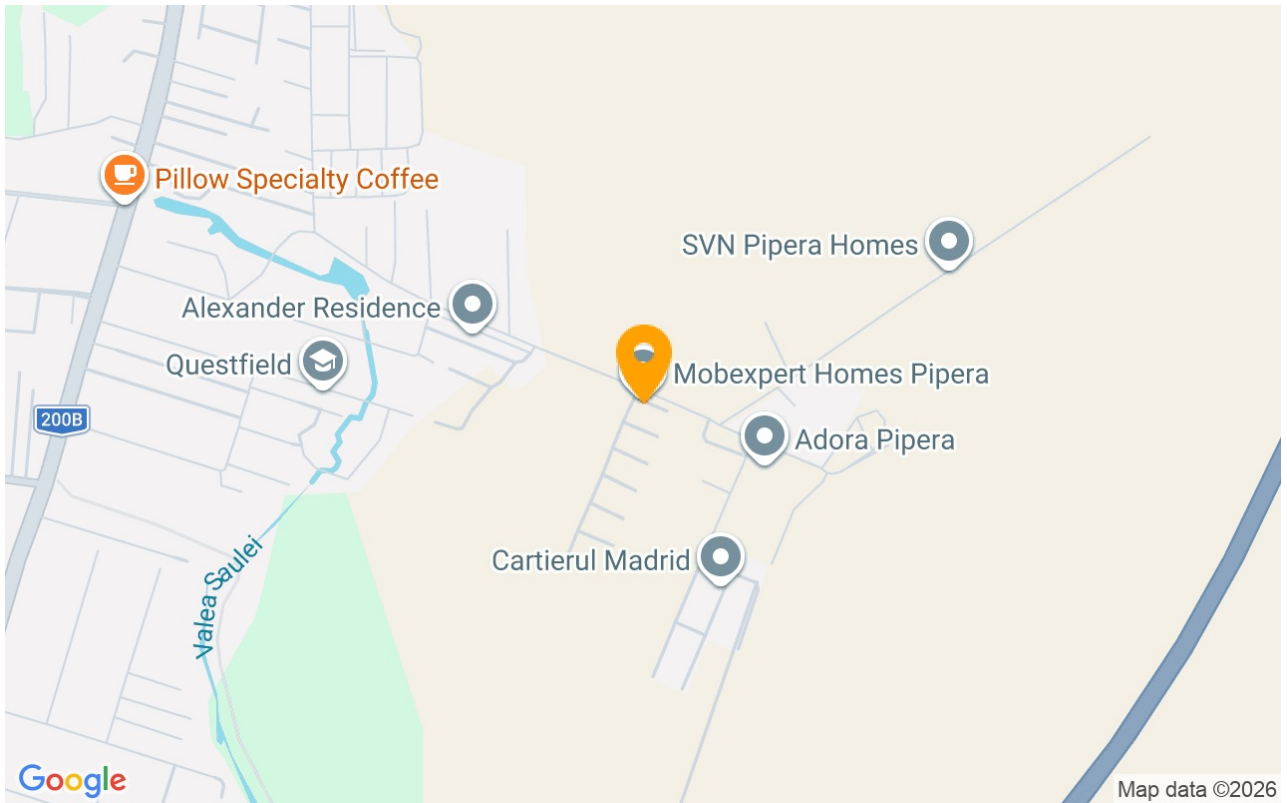 Pillow Specialty Coffee
SVN Pipera Homes
Alexander Residence
Questfield
Mobexpert Homes Pipera
200B
Adora Pipera
Cartierul Madrid
Valea Saulei
Google
Map data ©2026